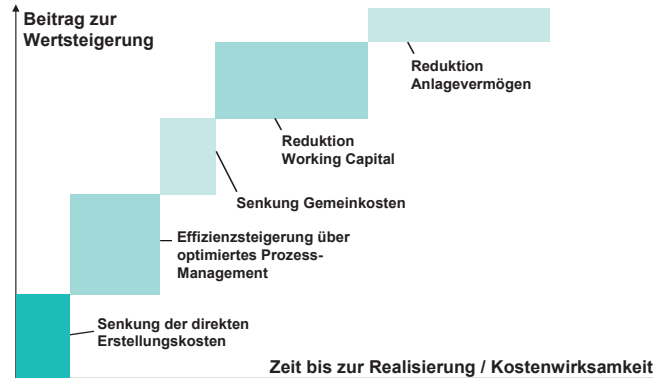 Beitrag zur
Wertsteigerung
Reduktion
Anlagevermögen
Reduktion
Working Capital
Senkung Gemeinkosten
Effizienzsteigerung über
optimiertes Prozess-
Management
Senkung der direkten
Erstellungskosten
Zeit bis zur Realisierung / Kostenwirksamkeit